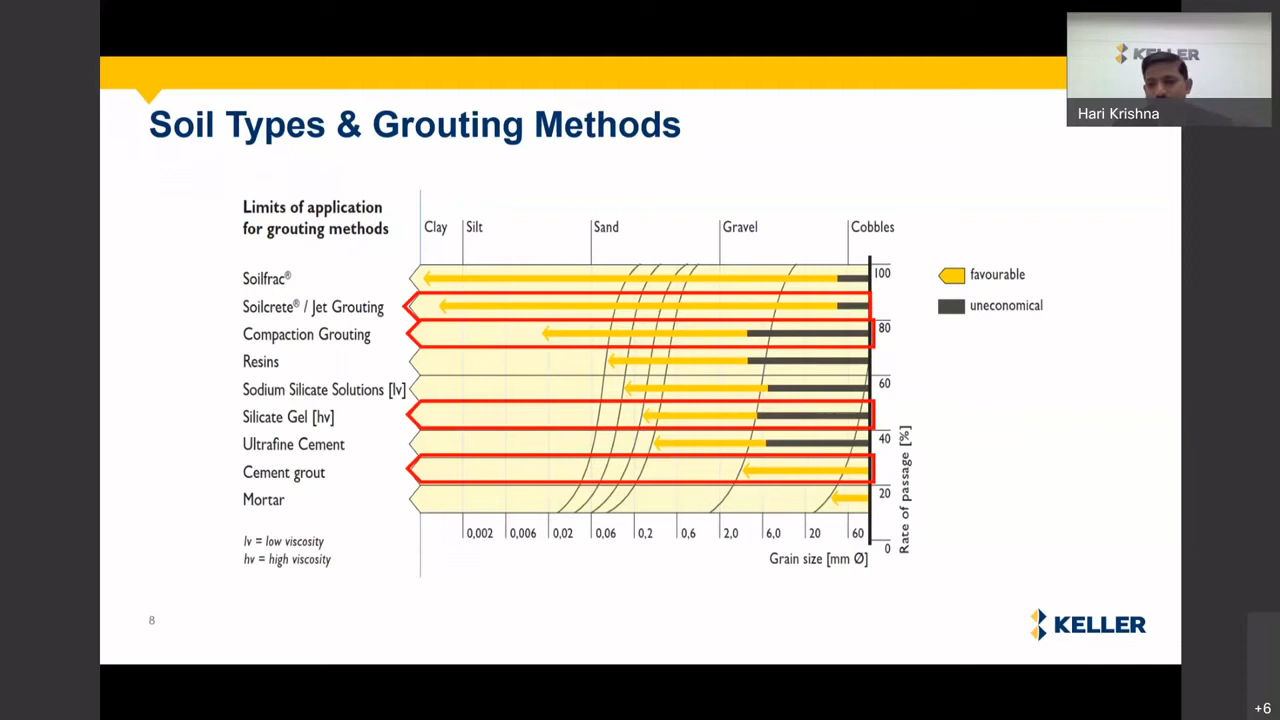 KELLER
Hari Krishna
Soil Types & Grouting Methods
Limits of application
for grouting methods
Clay
Silt
Sand
Gravel
Cobbles
Soilfrac®
Soilcrete® / Jet Grouting
Compaction Grouting
Resins
Sodium Silicate Solutions [lv]
Silicate Gel [hv]
Ultrafine Cement
Cement grout
Mortar
100
80
60
40
20
0
Rate of passage [%]
favourable
uneconomical
0,002
0,006
0,02
0,06
0,2
0,6
2,0
6,0
20
60
Grain size [mm Ø]
lv = low viscosity
hv = high viscosity
8
KELLER
+6